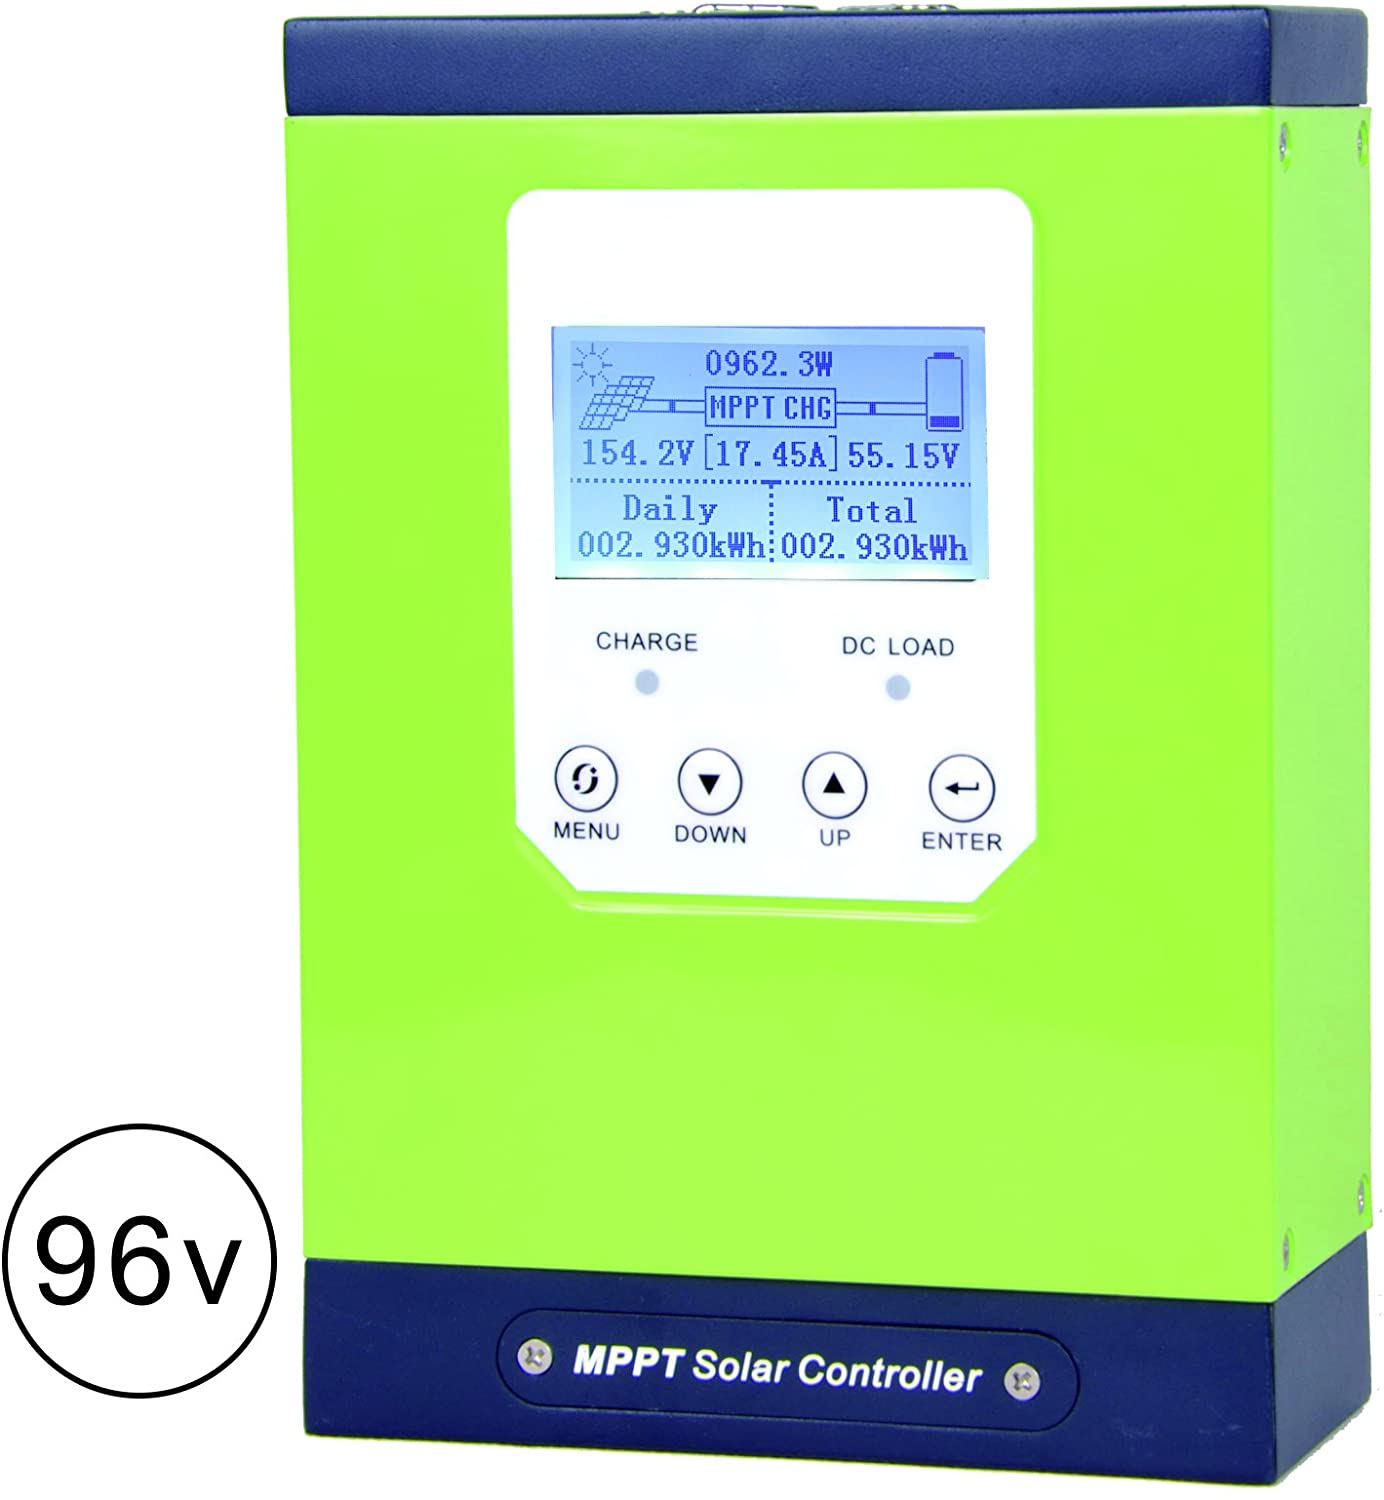 0962.3W
MPPT CHG
154.2V [17.45A] 55.15V
Daily Total
002.930kWh 002.930kWh
CHARGE DC LOAD
MENU DOWN UP ENTER
96v
MPPT Solar Controller